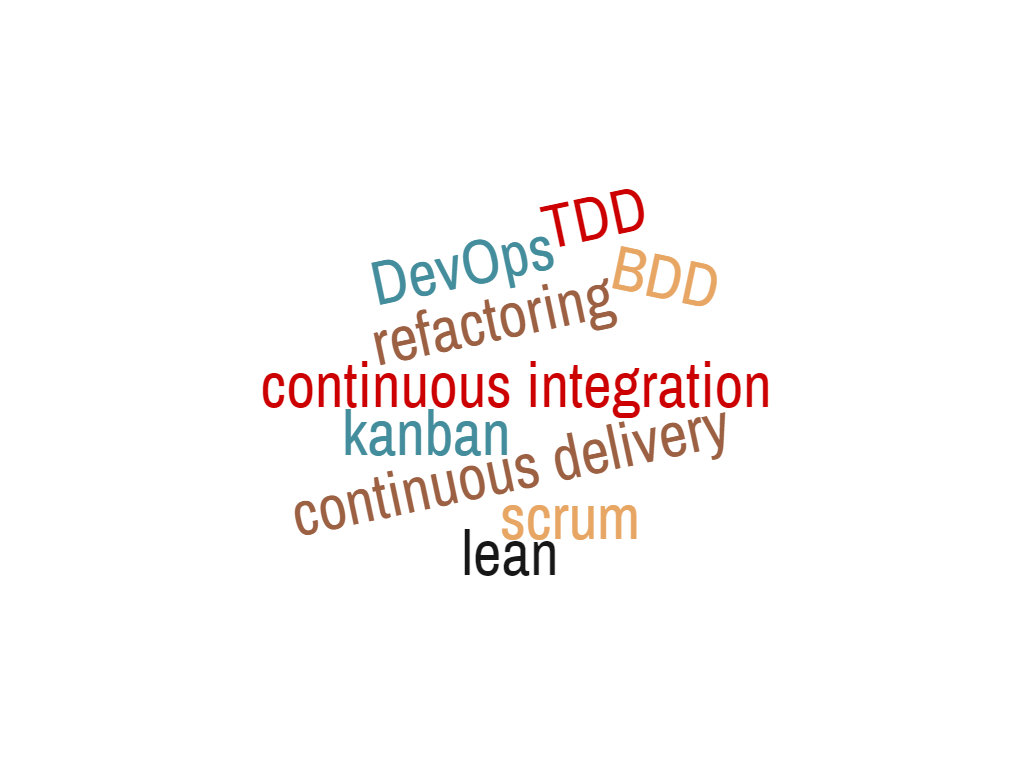 TDD
DevOps
BDD
refactoring
continuous integration
kanban
continuous delivery
scrum
lean